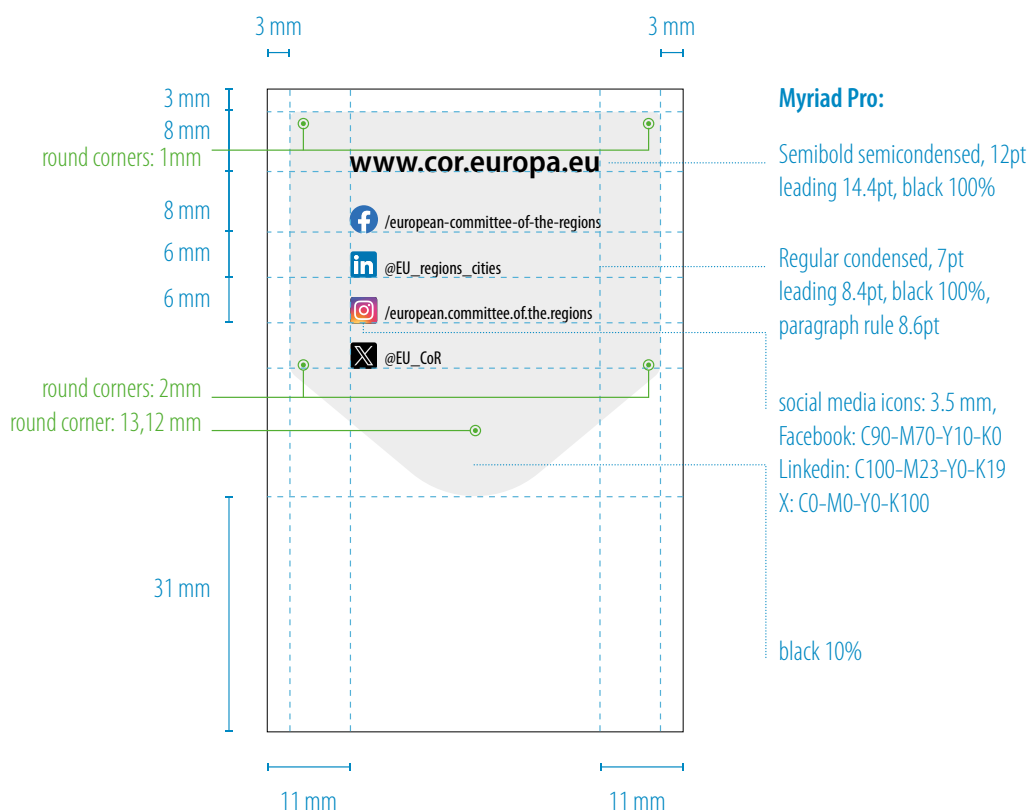 3 mm
3 mm
3 mm
8 mm
round corners: 1mm
8 mm
6 mm
6 mm
round corners: 2mm
round corner: 13,12 mm
31 mm
www.cor.europa.eu
/european-committee-of-the-regions
in
@EU_regions_cities
/european.committee.of.the.regions
X
@EU_CoR
Myriad Pro:
Semibold semicondensed, 12pt
leading 14.4pt, black 100%
Regular condensed, 7pt
leading 8.4pt, black 100%,
paragraph rule 8.6pt
social media icons: 3.5 mm,
Facebook: C90-M70-Y10-K0
Linkedin: C100-M23-Y0-K19
X: C0-M0-Y0-K100
black 10%
11 mm
11 mm